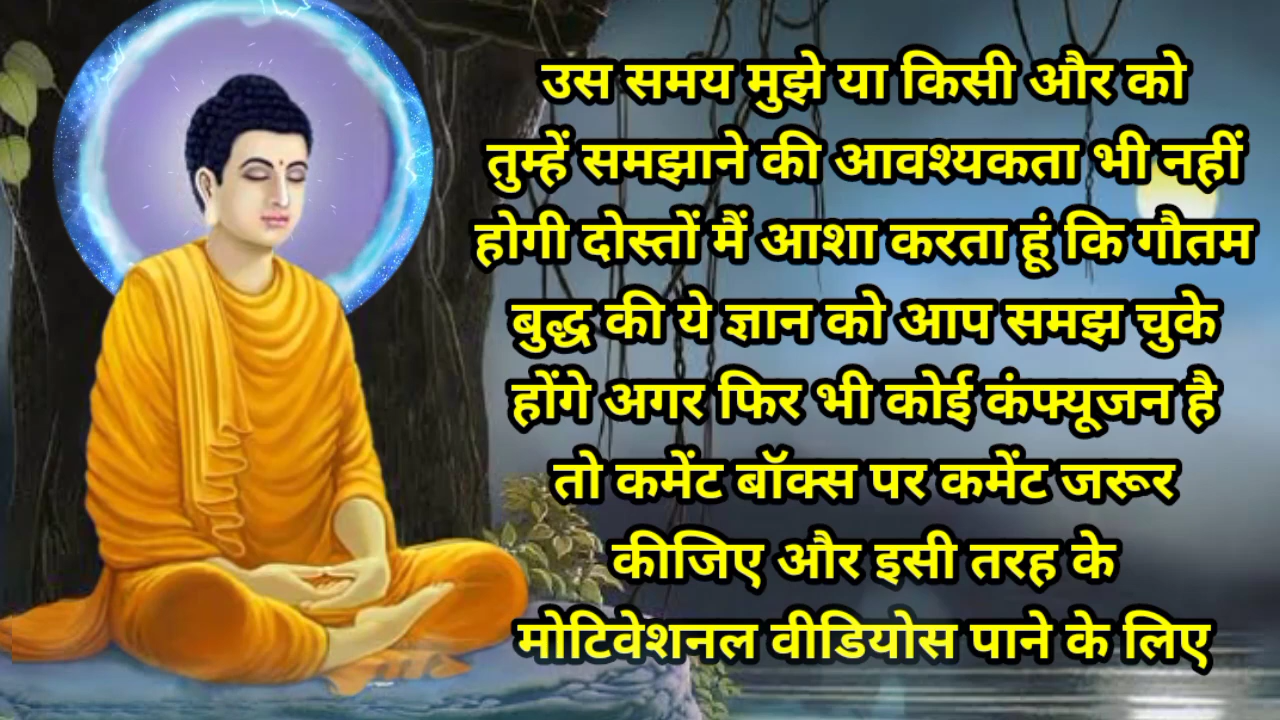 उस समय मुझे या किसी और को
तुम्हें समझाने की आवश्यकता भी नहीं
होगी दोस्तों मैं आशा करता हूं कि गौतम
बुद्ध की ये ज्ञान को आप समझ चुके
होंगे अगर फिर भी कोई कंफ्यूजन है
तो कमेंट बॉक्स पर कमेंट जरूर
कीजिए और इसी तरह के
मोटिवेशनल वीडियोस पाने के लिए